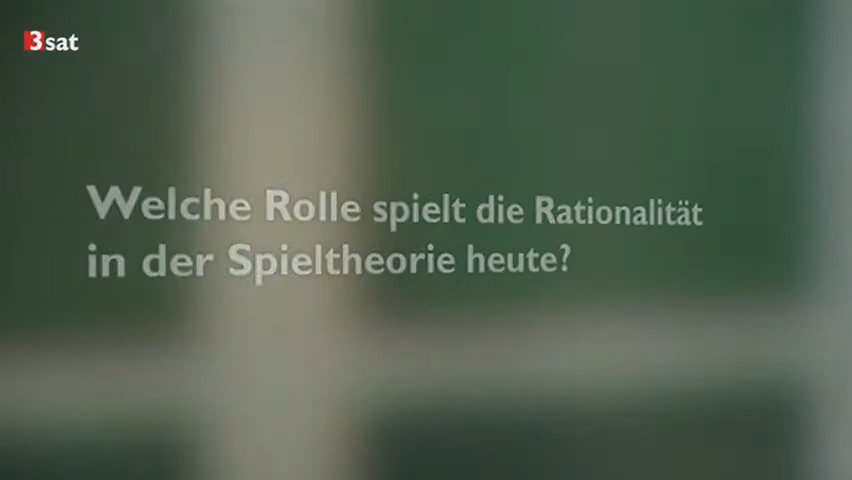 3sat
Welche Rolle spielt die Rationalität
in der Spieltheorie heute?